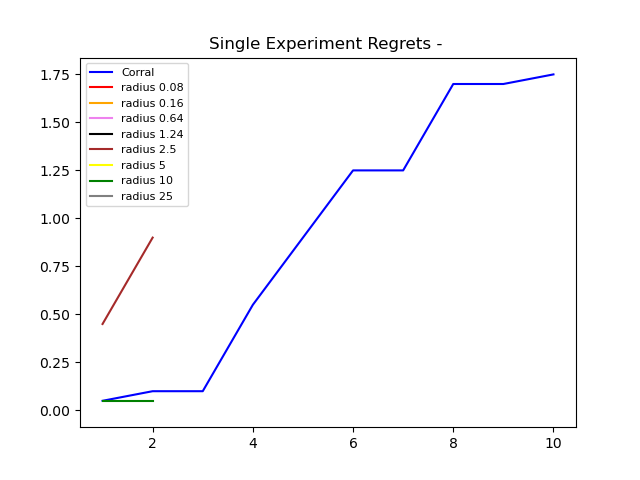 Single Experiment Regrets -
Corral
radius 0.08
radius 0.16
radius 0.64
radius 1.24
radius 2.5
radius 5
radius 10
radius 25
1.75
1.50
1.25
1.00
0.75
0.50
0.25
0.00
2 4 6 8 10